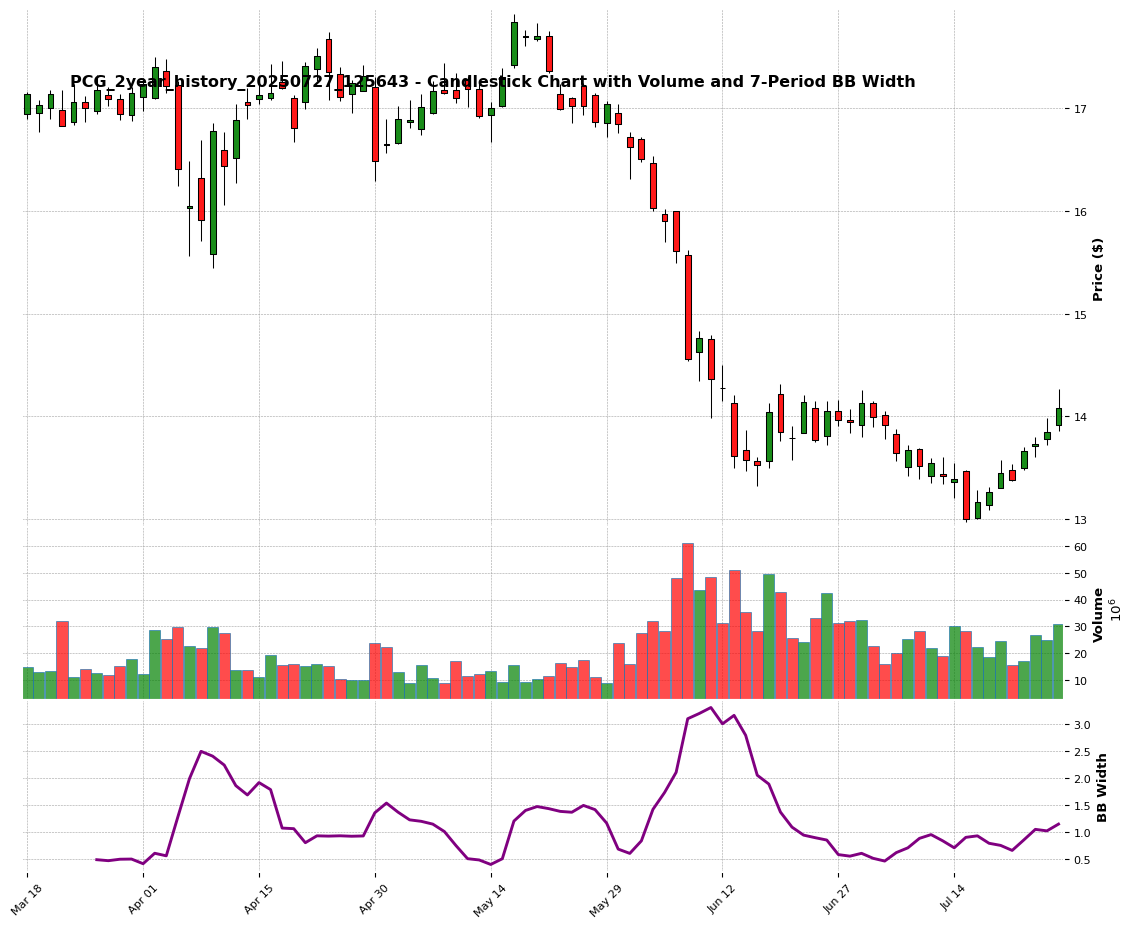 PCG_2year_history_20250727_125643 - Candlestick Chart with Volume and 7-Period BB Width
17
16
15
14
13
Price ($)
60
50
40
30
20
10
Volume
10^6
3.0
2.5
2.0
1.5
1.0
0.5
BB Width
Mar 18
Apr 01
Apr 15
Apr 30
May 14
May 29
Jun 12
Jun 27
Jul 14